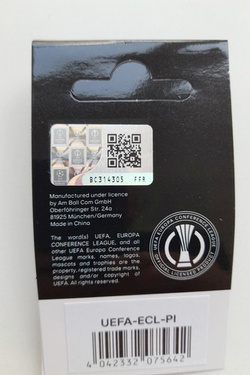 BC314305 FFR
Manufactured under licence
by Am Ball Com GmbH
Oberföhringer Str. 24a
81925 München/Germany
Made in China
The word(s) UEFA, EUROPA
CONFERENCE LEAGUE, and all
other UEFA Europa Conference
League marks, names, logos,
mascots and trophies are the
property, registered trade marks,
designs and/or copyright of
UEFA. All rights reserved.
UEFA EUROPA CONFERENCE LEAGUE
OFFICIAL LICENSED PRODUCT
UEFA-ECL-PI
4 042332 075642